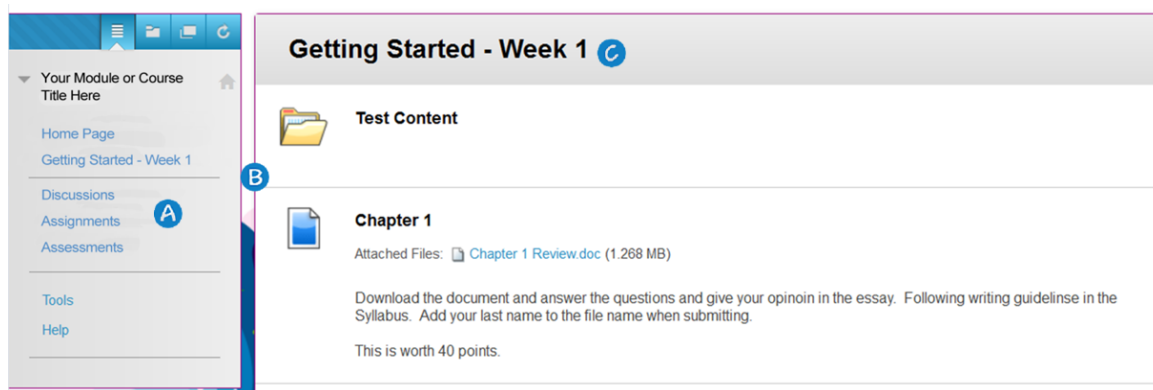 Your Module or Course
Title Here
Home Page
Getting Started - Week 1
Discussions
Assignments
A
Assessments
Tools
Help
B
Getting Started - Week 1 C
Test Content
Chapter 1
Attached Files: Chapter 1 Review.doc (1.268 MB)
Download the document and answer the questions and give your opinoin in the essay. Following writing guidelinse in the
Syllabus. Add your last name to the file name when submitting.
This is worth 40 points.